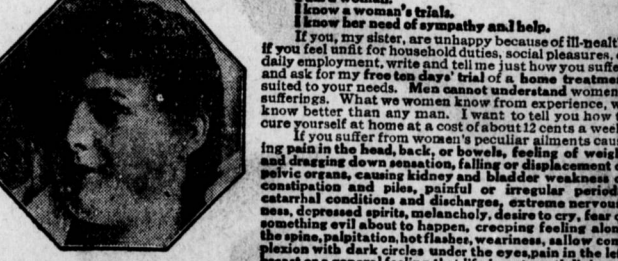 I know a woman's trials.
I know her need of sympathy and help.
If you, my sister, are unhappy because of ill-healt
if you feel unfit for household duties, social pleasures,
daily employment, write and tell me just how you suffe
and ask for my free ten days' trial of a home treatme
suited to your needs. Men cannot understand women
sufferings. What we women know from experience, w
know better than any man. I want to tell you how
cure yourself at home at a cost of about 12 cents a wee
If you suffer from women's peculiar ailments cau
ing pain in the head, back, or bowels, feeling of weig
and dragging down sensation, falling or displacement
pelvic organs, causing kidney and bladder weakness
constipation and piles, painful or irregular period
catarrhal conditions and discharges, extreme nervou
ness, depressed spirits, melancholy, desire to cry, fear
something evil about to happen, creeping feeling alon
the spine, palpitation, hot flashes, weariness, sallow com
plexion with dark circles under the eyes, pain in the le